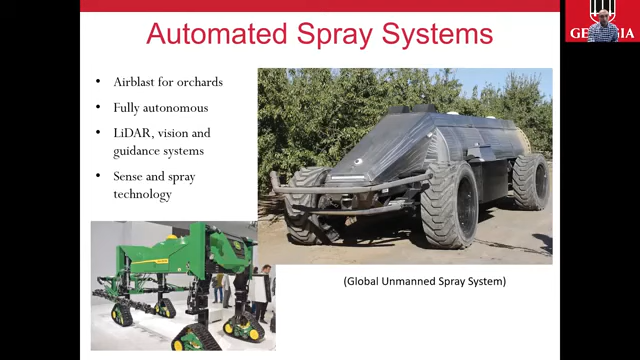 Automated Spray Systems
• Airblast for orchards
• Fully autonomous
• LiDAR, vision and
guidance systems
• Sense and spray
technology
(Global Unmanned Spray System)